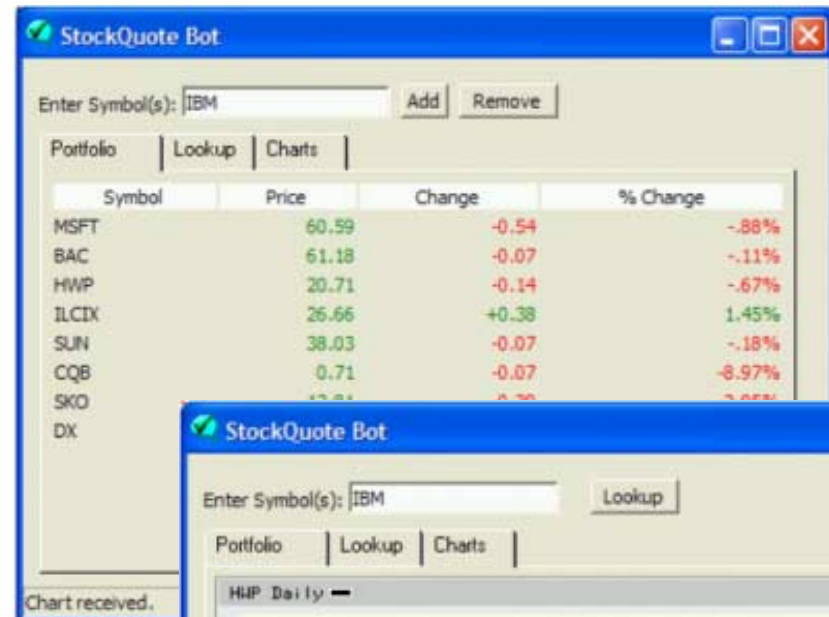 StockQuote Bot
Enter Symbol(s): IBM Add Remove
Portfolio Lookup Charts
Symbol Price Change % Change
MSFT 60.59 -0.54 -.88%
BAC 61.18 -0.07 -.11%
HWP 20.71 -0.14 -.67%
ILCIX 26.66 +0.38 1.45%
SUN 38.03 -0.07 -.18%
CQB 0.71 -0.07 -8.97%
SKO
DX
StockQuote Bot
Enter Symbol(s): IBM Lookup
Portfolio Lookup Charts
HWP Daily
Chart received.